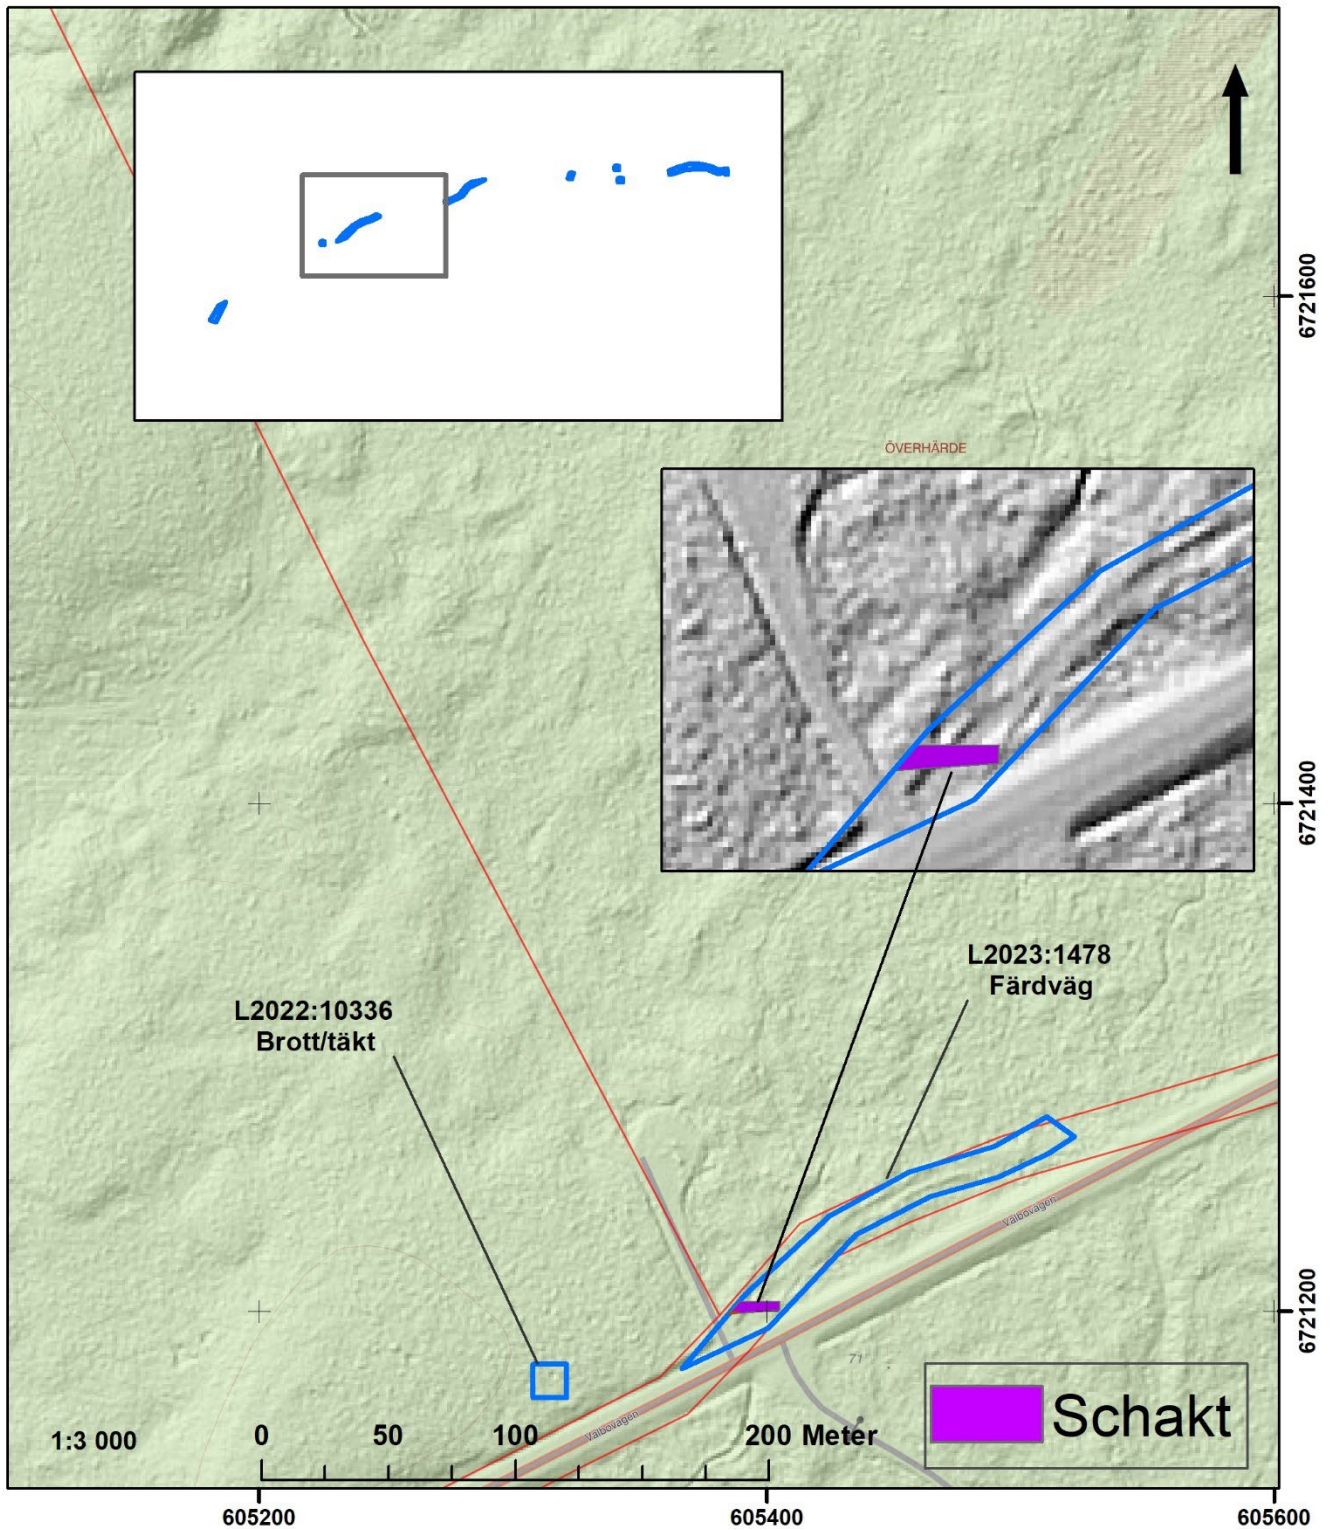 ÖVERHÄRDE
6721600
6721400
L2023:1478
Färdväg
L2022:10336
Brott/täkt
Valbovägen
6721200
71
Valbovägen
Schakt
1:3 000
0 50 100 200 Meter
605200 605400 605600